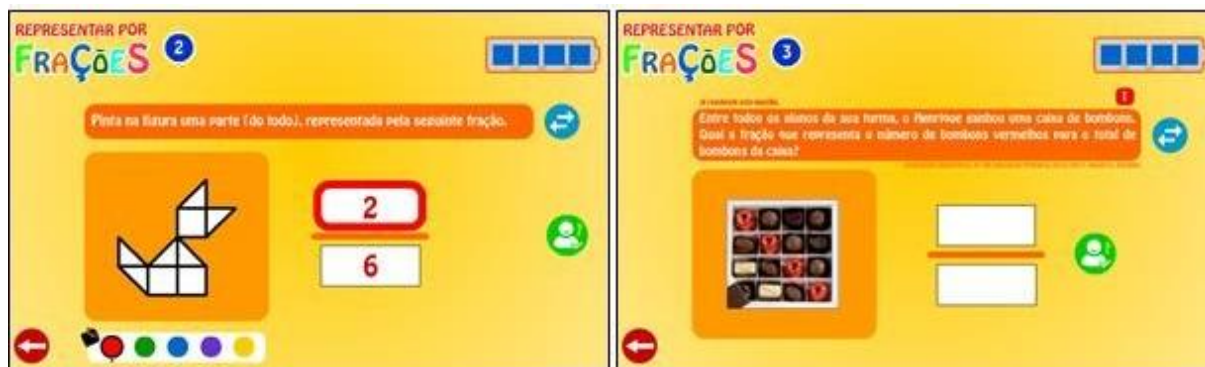 REPRESENTAR POR
FRAÇÕES 2
Pinta na figura uma parte (do todo), representada pela seguinte fração.
2
6
REPRESENTAR POR
FRAÇÕES 3
Entre todos os alunos da sua turma, o Henrique ganhou uma caixa de bombons.
Qual a fração que representa o número de bombons vermelhos para o total de
bombons da caixa?